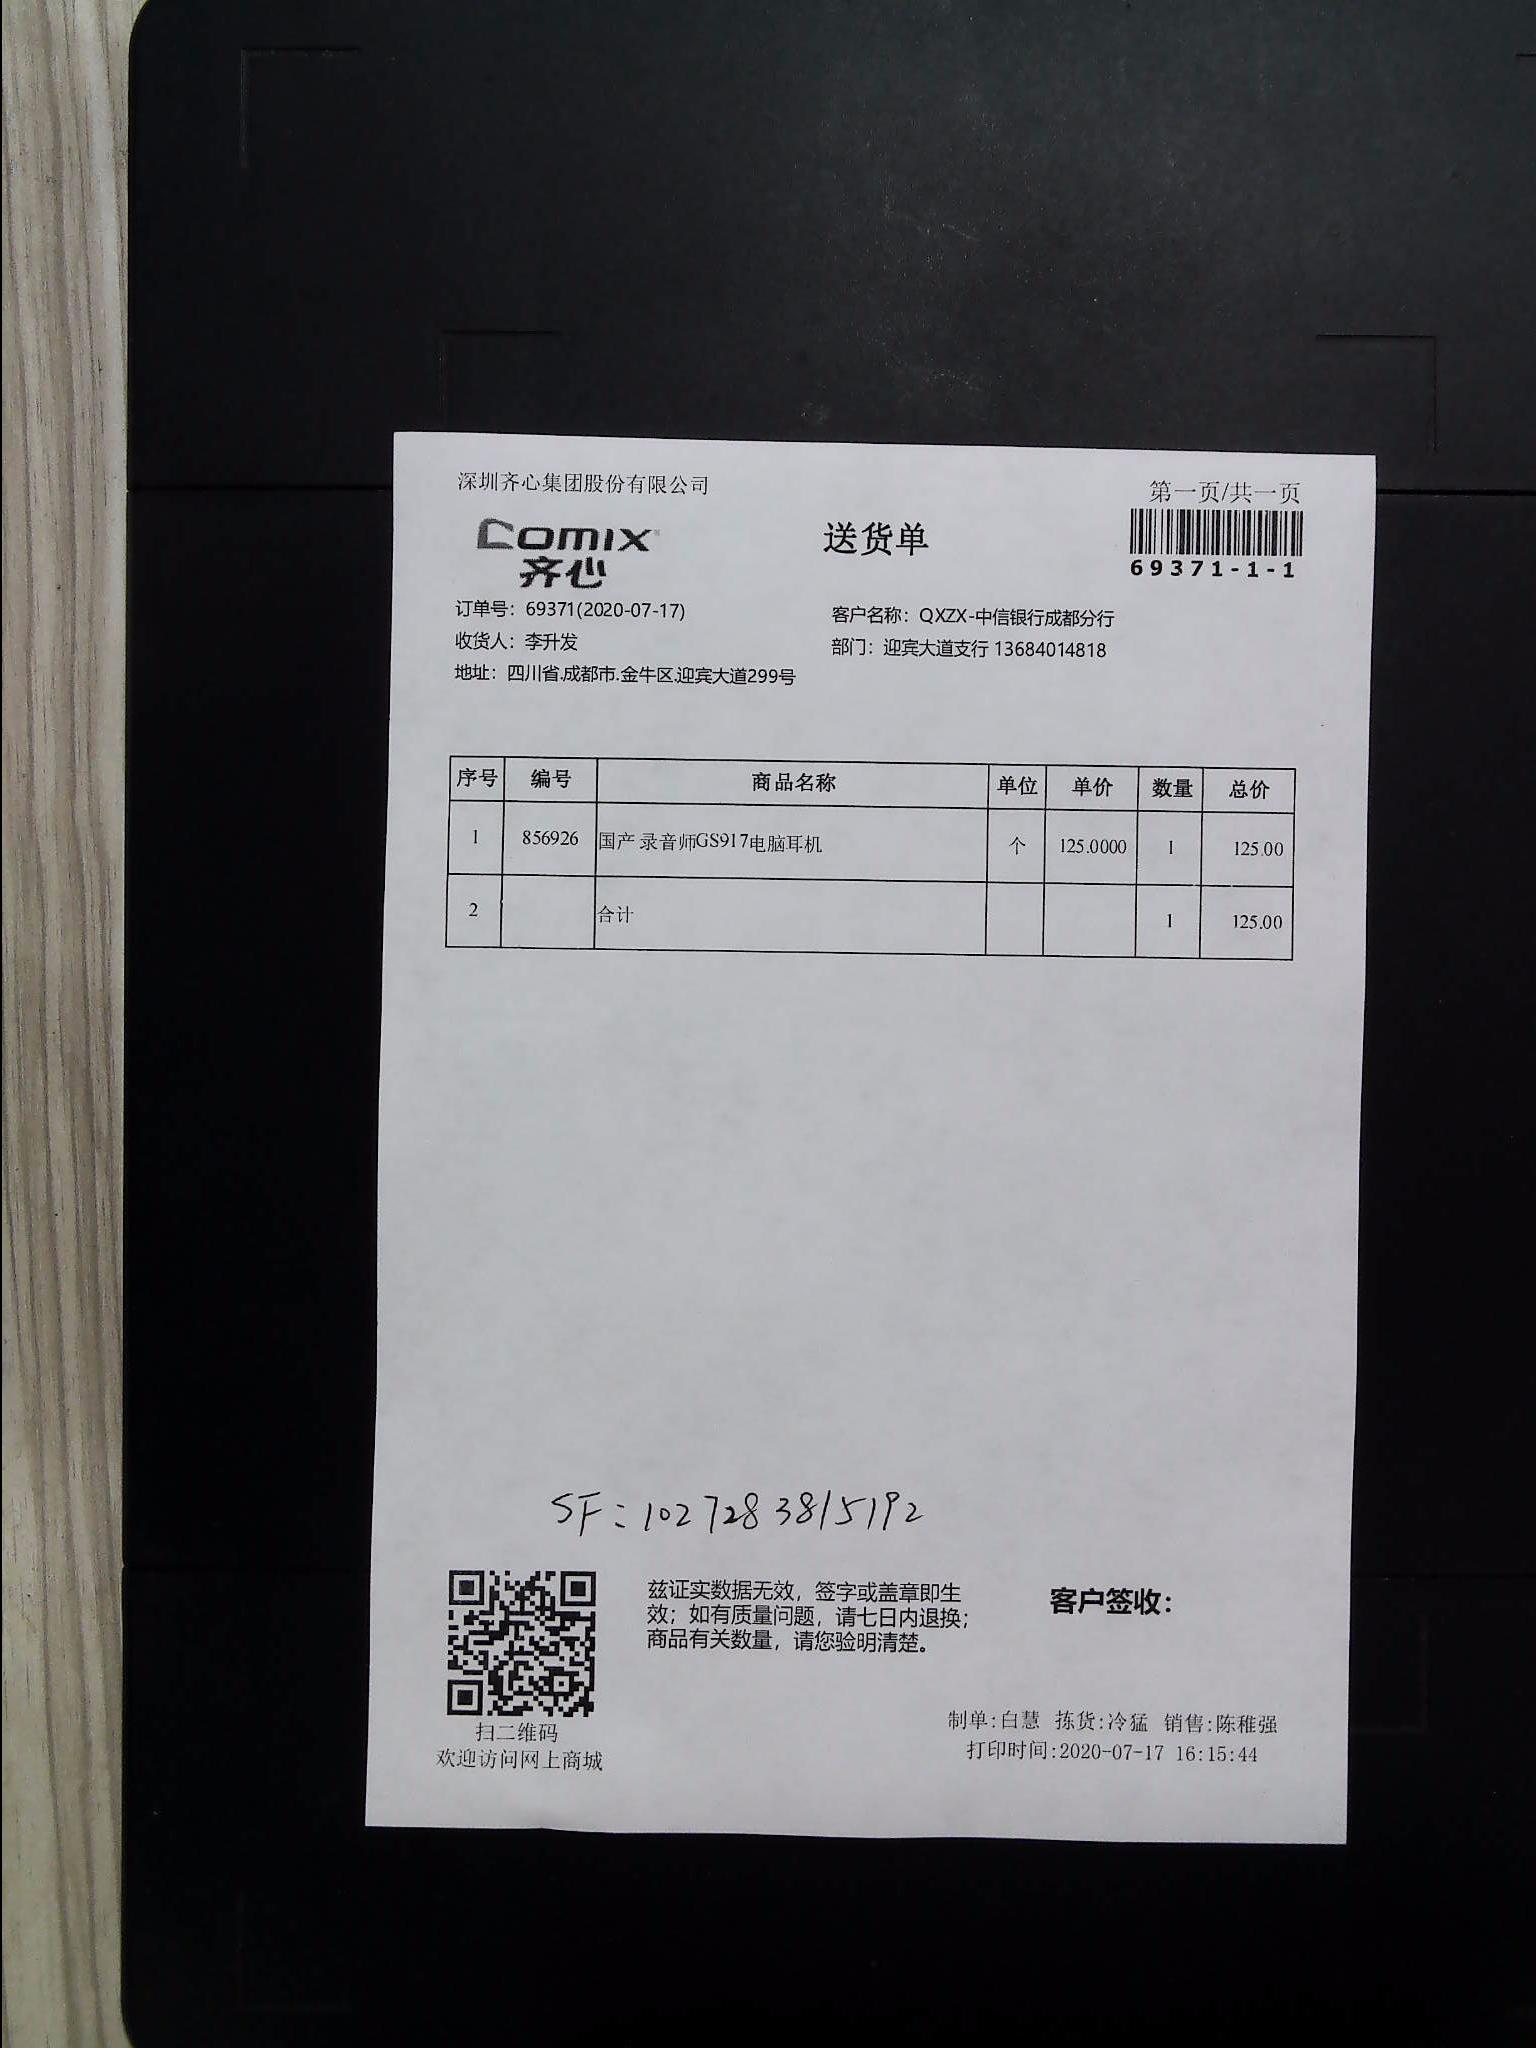 深圳齐心集团股份有限公司
第一页/共一页
comix
齐心
送货单
69371-1-1
订单号：69371(2020-07-17)
客户名称：QXZX-中信银行成都分行
收货人：李升发
部门：迎宾大道支行 13684014818
地址：四川省.成都市.金牛区.迎宾大道299号
序号 编号 商品名称 单位 单价 数量 总价
1 856926 国产 录音师GS917电脑耳机 个 125.0000 1 125.00
2 合计 1 125.00
SF：1027283815192
兹证实数据无效，签字或盖章即生
效；如有质量问题，请七日内退换；
商品有关数量，请您验明清楚。
客户签收：
扫二维码
欢迎访问网上商城
制单:白慧 拣货:冷猛 销售:陈稚强
打印时间:2020-07-17 16:15:44